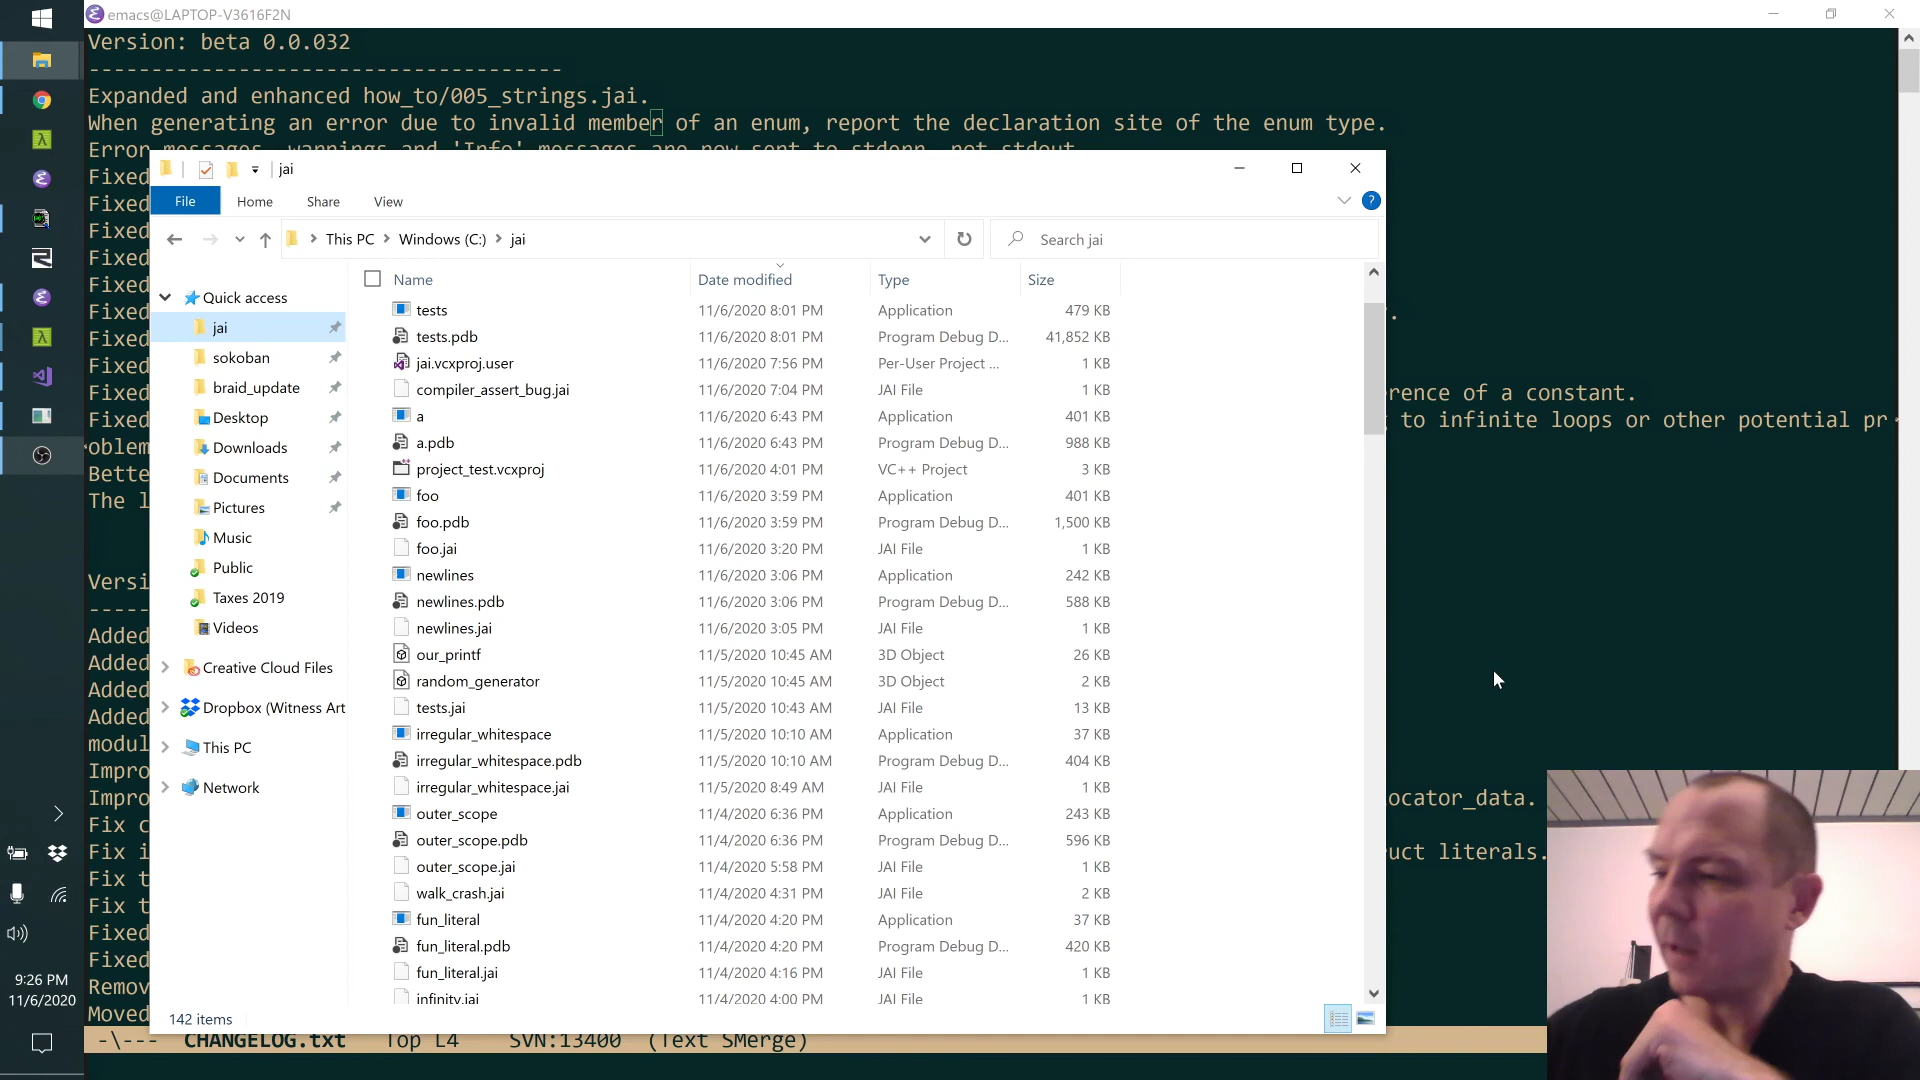 emacs@LAPTOP-V3616F2N
Version: beta 0.0.032
--------------------------------------
Expanded and enhanced how_to/005_strings.jai.
When generating an error due to invalid member of an enum, report the declaration site of the enum type.
Error messages, warnings and 'Info' messages are now sent to stderr, not stdout
Fixed
Fixed
Fixed
Fixed
Fixed
Fixed .
Fixed
Fixed
Fixed rence of a constant.
Fixed to infinite loops or other potential pr
oblem
Bette
The l
Versi
-----
Added
Added
Added
Added
modul
Impro
Impro ocator_data.
Fix c
Fix i uct literals.
Fix t
Fix t
Fixed
Fixed
Remov
Moved
-\--- CHANGELOG.txt Top L4 SVN:13400 (Text SMerge)
jai
File Home Share View
This PC Windows (C:) jai
Search jai
Quick access
jai
sokoban
braid_update
Desktop
Downloads
Documents
Pictures
Music
Public
Taxes 2019
Videos
Creative Cloud Files
Dropbox (Witness Art
This PC
Network
Name Date modified Type Size
tests 11/6/2020 8:01 PM Application 479 KB
tests.pdb 11/6/2020 8:01 PM Program Debug D... 41,852 KB
jai.vcxproj.user 11/6/2020 7:56 PM Per-User Project ... 1 KB
compiler_assert_bug.jai 11/6/2020 7:04 PM JAI File 1 KB
a 11/6/2020 6:43 PM Application 401 KB
a.pdb 11/6/2020 6:43 PM Program Debug D... 988 KB
project_test.vcxproj 11/6/2020 4:01 PM VC++ Project 3 KB
foo 11/6/2020 3:59 PM Application 401 KB
foo.pdb 11/6/2020 3:59 PM Program Debug D... 1,500 KB
foo.jai 11/6/2020 3:20 PM JAI File 1 KB
newlines 11/6/2020 3:06 PM Application 242 KB
newlines.pdb 11/6/2020 3:06 PM Program Debug D... 588 KB
newlines.jai 11/6/2020 3:05 PM JAI File 1 KB
our_printf 11/5/2020 10:45 AM 3D Object 26 KB
random_generator 11/5/2020 10:45 AM 3D Object 2 KB
tests.jai 11/5/2020 10:43 AM JAI File 13 KB
irregular_whitespace 11/5/2020 10:10 AM Application 37 KB
irregular_whitespace.pdb 11/5/2020 10:10 AM Program Debug D... 404 KB
irregular_whitespace.jai 11/5/2020 8:49 AM JAI File 1 KB
outer_scope 11/4/2020 6:36 PM Application 243 KB
outer_scope.pdb 11/4/2020 6:36 PM Program Debug D... 596 KB
outer_scope.jai 11/4/2020 5:58 PM JAI File 1 KB
walk_crash.jai 11/4/2020 4:31 PM JAI File 2 KB
fun_literal 11/4/2020 4:20 PM Application 37 KB
fun_literal.pdb 11/4/2020 4:20 PM Program Debug D... 420 KB
fun_literal.jai 11/4/2020 4:16 PM JAI File 1 KB
infinity.jai 11/4/2020 4:00 PM JAI File 1 KB
142 items
9:26 PM
11/6/2020